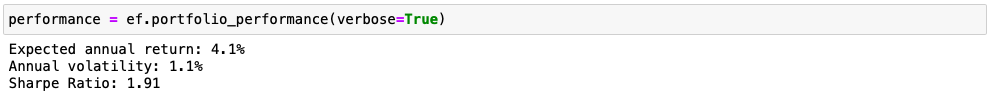 performance = ef.portfolio_performance(verbose=True)
Expected annual return: 4.1%
Annual volatility: 1.1%
Sharpe Ratio: 1.91